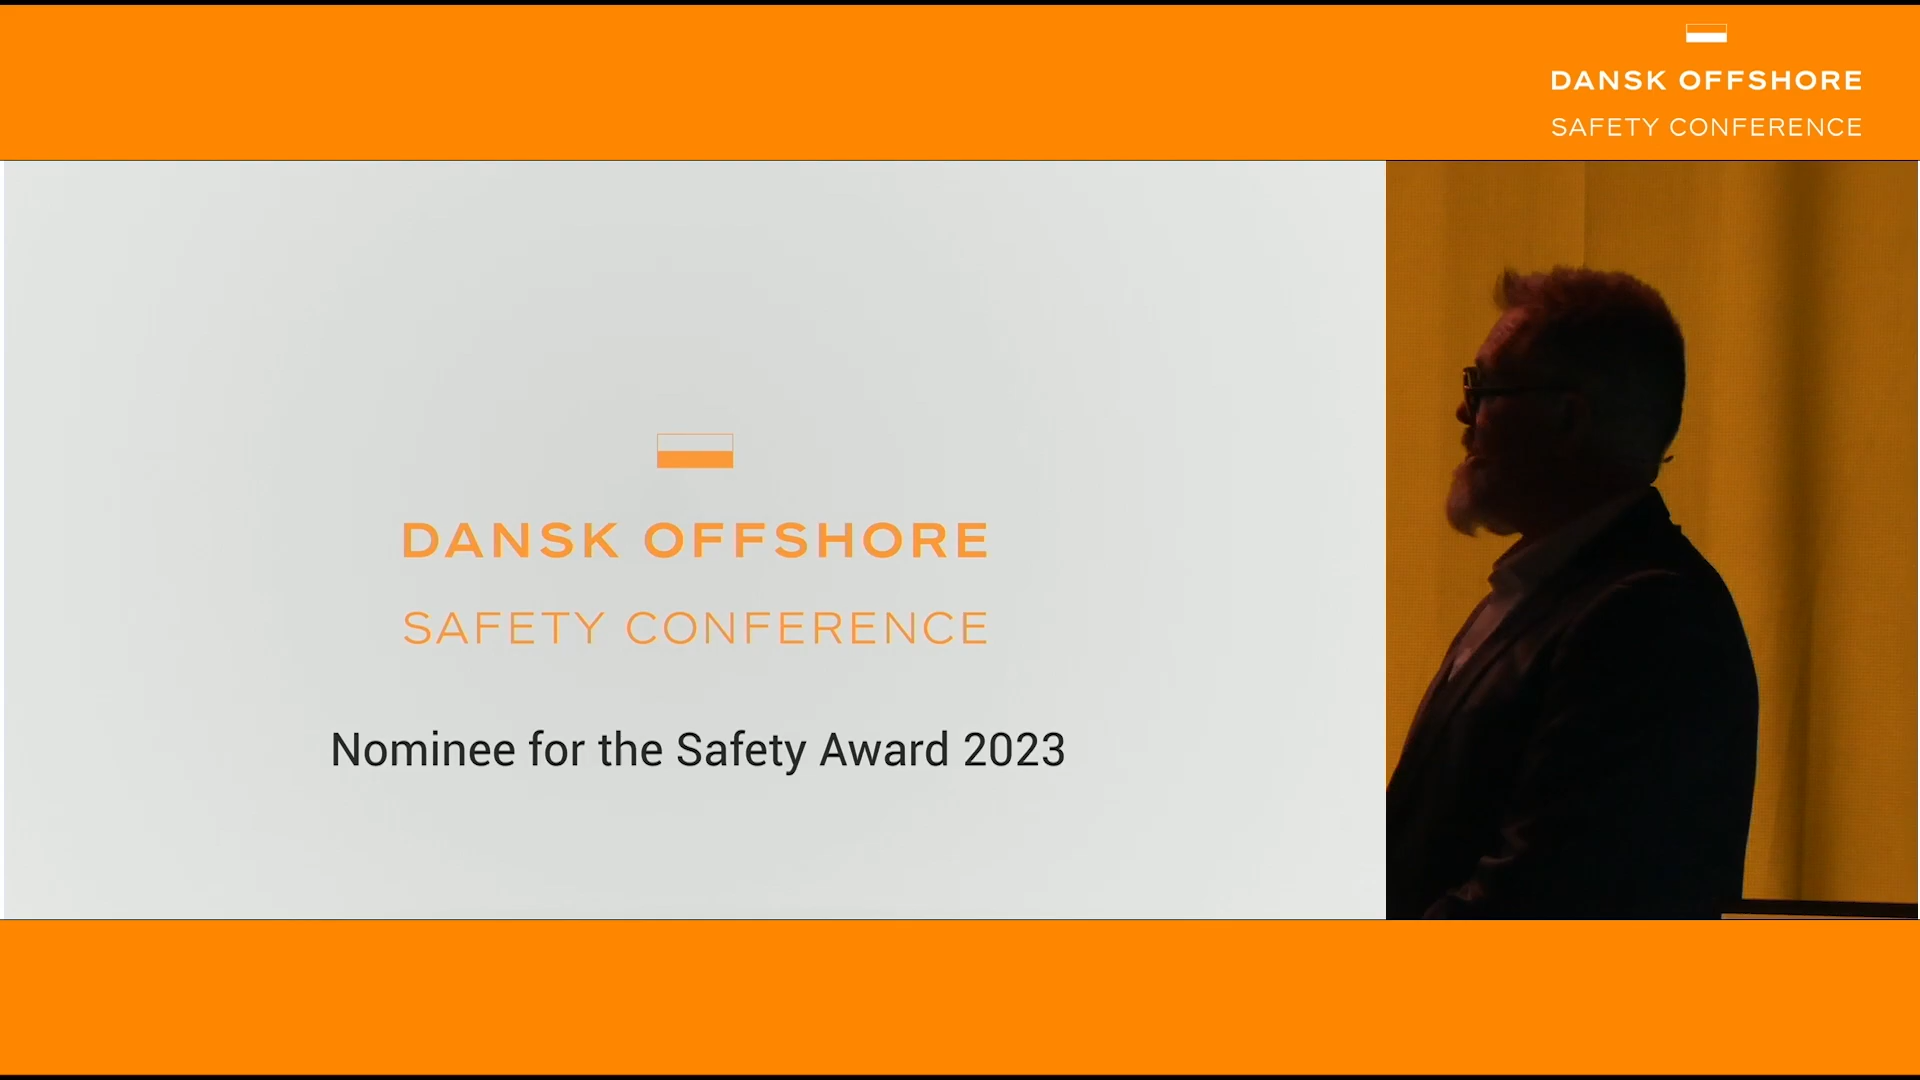 DANSK OFFSHORE
SAFETY CONFERENCE
DANSK OFFSHORE
SAFETY CONFERENCE
Nominee for the Safety Award 2023